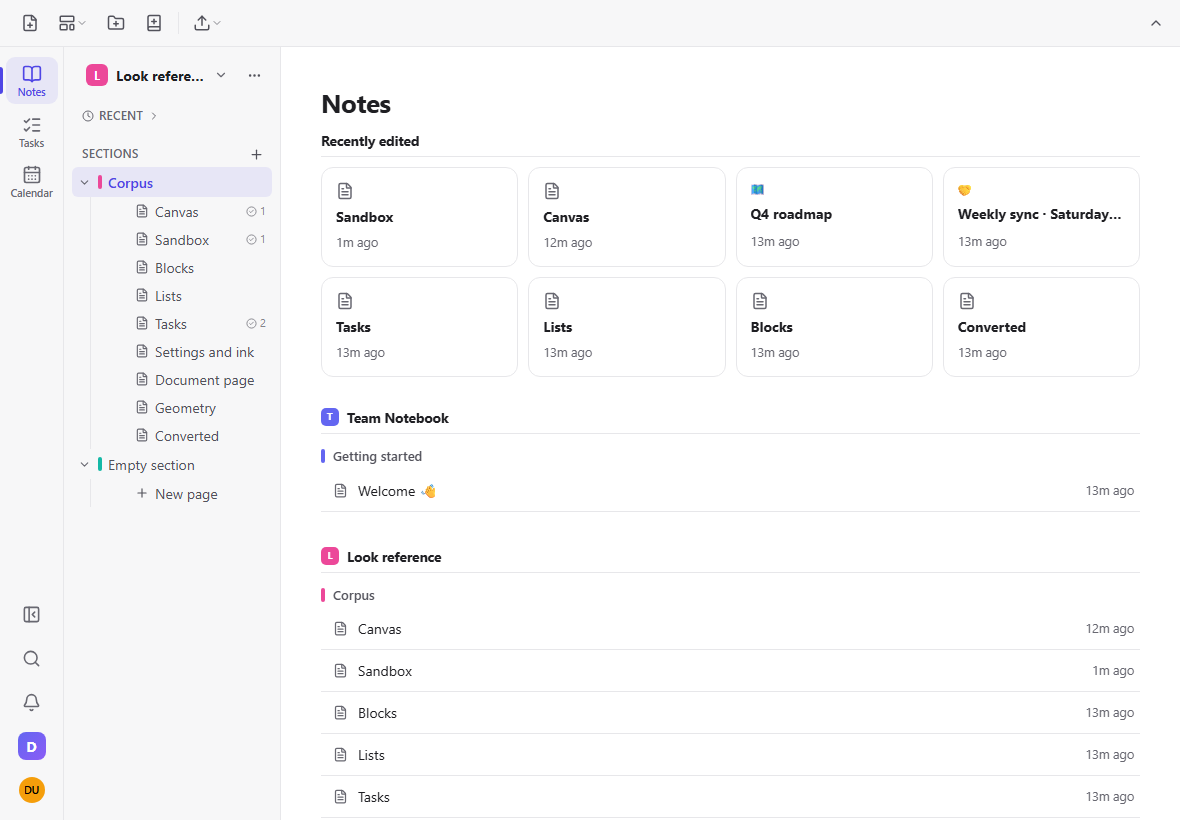 Notes
Tasks
Calendar
D
DU
L Look refere...
RECENT
SECTIONS
Corpus
Canvas 1
Sandbox 1
Blocks
Lists
Tasks 2
Settings and ink
Document page
Geometry
Converted
Empty section
New page
Notes
Recently edited
Sandbox
1m ago
Canvas
12m ago
Q4 roadmap
13m ago
Weekly sync · Saturday...
13m ago
Tasks
13m ago
Lists
13m ago
Blocks
13m ago
Converted
13m ago
T Team Notebook
Getting started
Welcome 👋 13m ago
L Look reference
Corpus
Canvas 12m ago
Sandbox 1m ago
Blocks 13m ago
Lists 13m ago
Tasks 13m ago